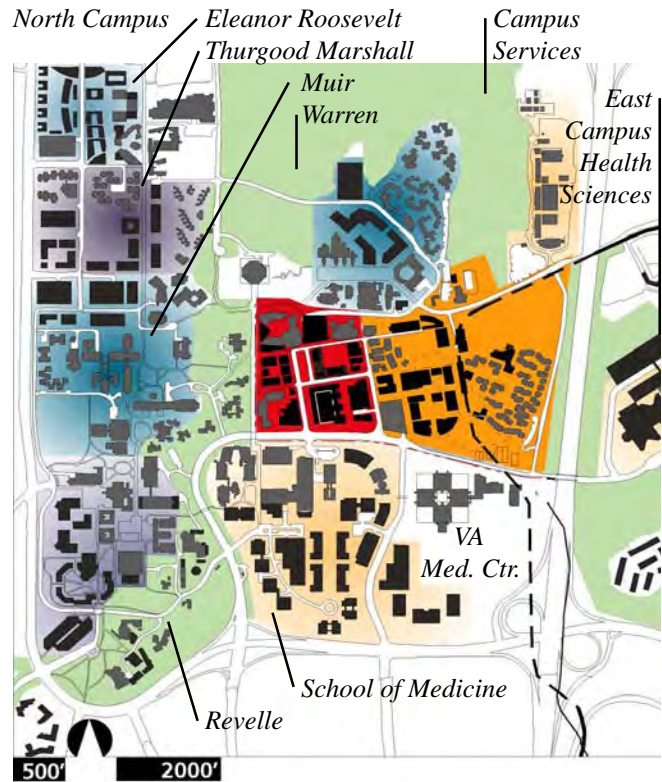 North Campus
Eleanor Roosevelt
Thurgood Marshall
Muir
Warren
Campus
Services
East
Campus
Health
Sciences
VA
Med. Ctr.
School of Medicine
Revelle
500' 2000'